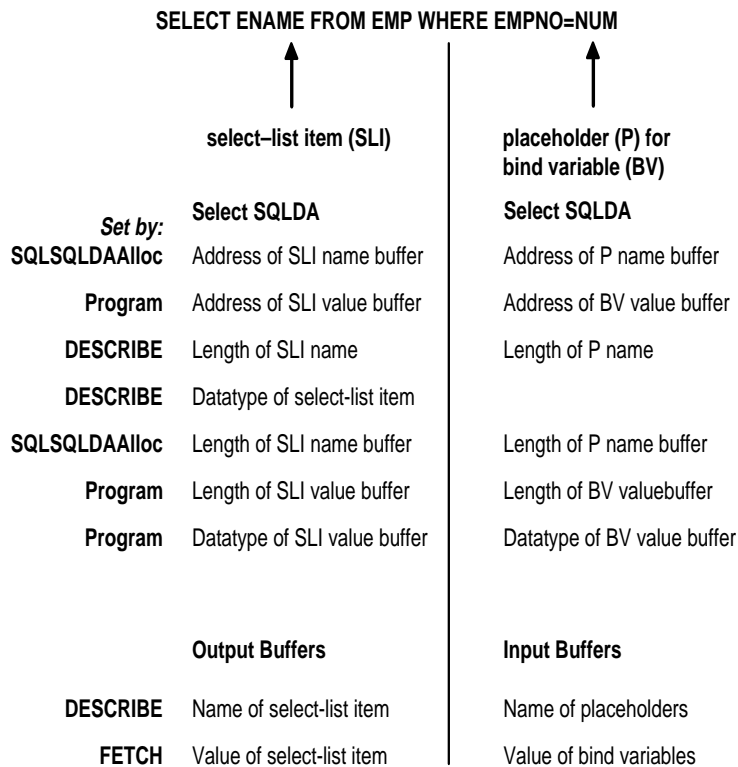 SELECT ENAME FROM EMP WHERE EMPNO=NUM
select–list item (SLI) placeholder (P) for
bind variable (BV)
Set by: Select SQLDA Select SQLDA
SQLSQLDAAlloc Address of SLI name buffer Address of P name buffer
Program Address of SLI value buffer Address of BV value buffer
DESCRIBE Length of SLI name Length of P name
DESCRIBE Datatype of select-list item
SQLSQLDAAlloc Length of SLI name buffer Length of P name buffer
Program Length of SLI value buffer Length of BV valuebuffer
Program Datatype of SLI value buffer Datatype of BV value buffer
Output Buffers Input Buffers
DESCRIBE Name of select-list item Name of placeholders
FETCH Value of select-list item Value of bind variables